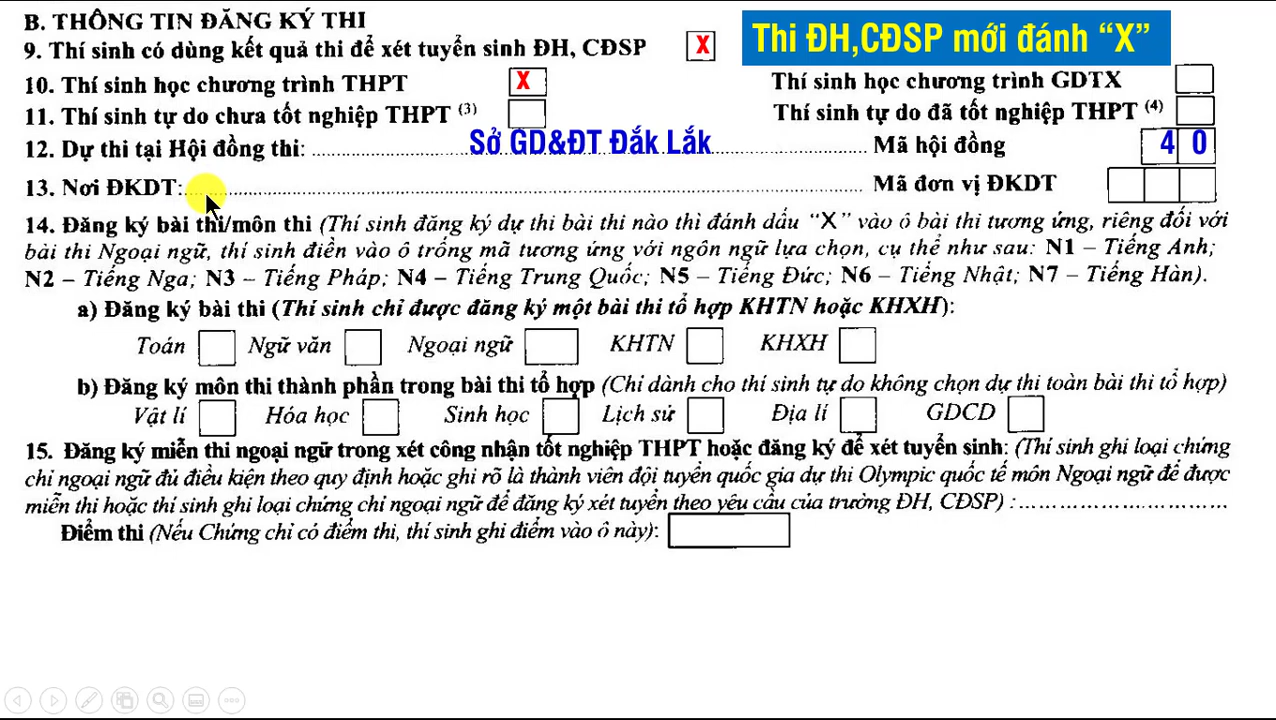 B. THÔNG TIN ĐĂNG KÝ THI
9. Thí sinh có dùng kết quả thi để xét tuyển sinh ĐH, CĐSP X Thi ĐH,CĐSP mới đánh “X”
10. Thí sinh học chương trình THPT X Thí sinh học chương trình GDTX
11. Thí sinh tự do chưa tốt nghiệp THPT (3) Thí sinh tự do đã tốt nghiệp THPT (4)
12. Dự thi tại Hội đồng thi: Sở GD&ĐT Đắk Lắk Mã hội đồng 4 0
13. Nơi ĐKDT: Mã đơn vị ĐKDT
14. Đăng ký bài thi/môn thi (Thí sinh đăng ký dự thi bài thi nào thì đánh dấu “X” vào ô bài thi tương ứng, riêng đối với
bài thi Ngoại ngữ, thí sinh điền vào ô trống mã tương ứng với ngôn ngữ lựa chọn, cụ thể như sau: N1 – Tiếng Anh;
N2 – Tiếng Nga; N3 – Tiếng Pháp; N4 – Tiếng Trung Quốc; N5 – Tiếng Đức; N6 – Tiếng Nhật; N7 – Tiếng Hàn).
a) Đăng ký bài thi (Thí sinh chỉ được đăng ký một bài thi tổ hợp KHTN hoặc KHXH):
Toán Ngữ văn Ngoại ngữ KHTN KHXH
b) Đăng ký môn thi thành phần trong bài thi tổ hợp (Chỉ dành cho thí sinh tự do không chọn dự thi toàn bài thi tổ hợp)
Vật lí Hóa học Sinh học Lịch sử Địa lí GDCD
15. Đăng ký miễn thi ngoại ngữ trong xét công nhận tốt nghiệp THPT hoặc đăng ký để xét tuyển sinh: (Thí sinh ghi loại chứng
chỉ ngoại ngữ đủ điều kiện theo quy định hoặc ghi rõ là thành viên đội tuyển quốc gia dự thi Olympic quốc tế môn Ngoại ngữ để được
miễn thi hoặc thí sinh ghi loại chứng chỉ ngoại ngữ để đăng ký xét tuyển theo yêu cầu của trường ĐH, CĐSP) :
Điểm thi (Nếu Chứng chỉ có điểm thi, thí sinh ghi điểm vào ô này):